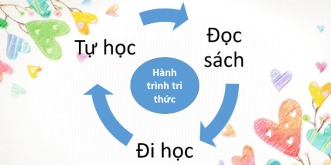 Tự học
Đọc
sách
Hành
trình tri
thức
Đi học